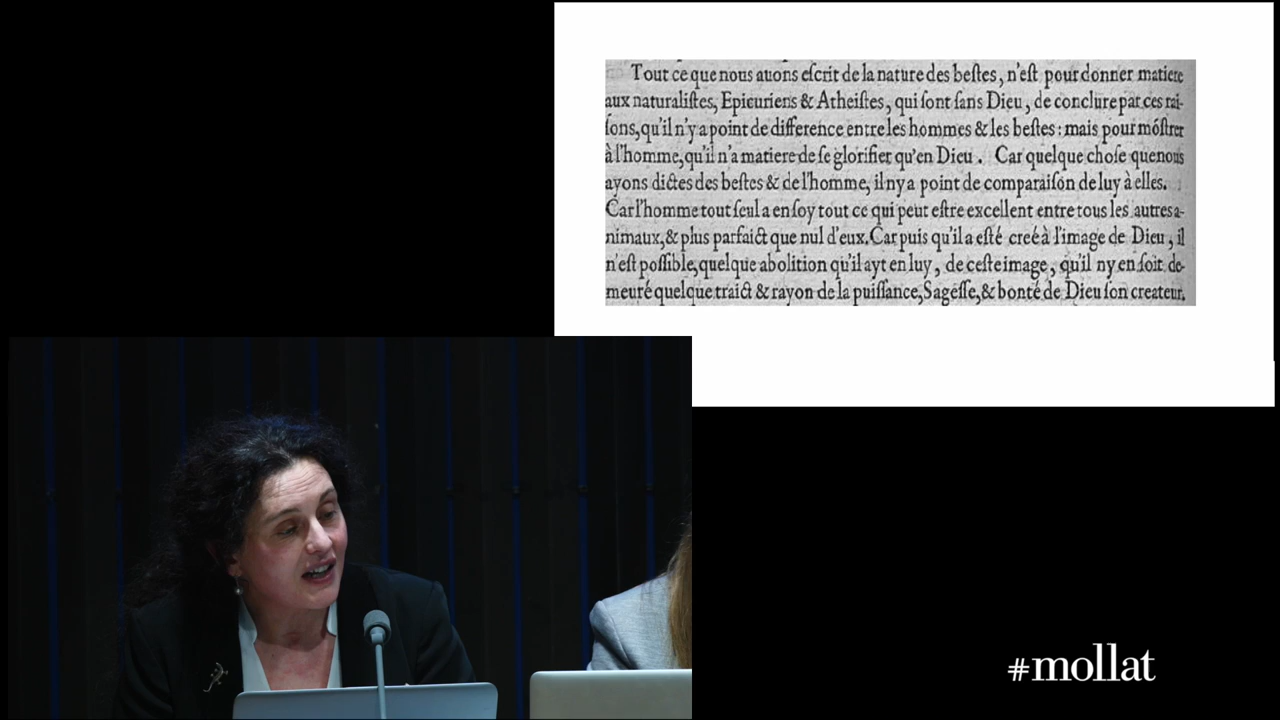 Tout ce que nous auons eſcrit de la nature des beſtes, n'eſt pour donner matiere
aux naturaliſtes, Epicuriens & Atheiſtes, qui ſont ſans Dieu, de conclure par ces rai-
ſons, qu'il n'y a point de difference entre les hommes & les beſtes: mais pour mõſtrer
à l'homme, qu'il n'a matiere de ſe glorifier qu'en Dieu. Car quelque choſe que nous
ayons dictes des beſtes & de l'homme, il n y a point de comparaiſon de luy à elles.
Car l'homme tout ſeul a en ſoy tout ce qui peut eſtre excellent entre tous les autres a-
nimaux, & plus parfaict que nul d'eux. Car puis qu'il a eſté creé à l'image de Dieu, il
n'eſt poſſible, quelque abolition qu'il ayt en luy, de ceſte image, qu'il n y en ſoit de-
meuré quelque traict & rayon de la puiſſance, Sageſſe, & bonté de Dieu ſon createur.
#mollat